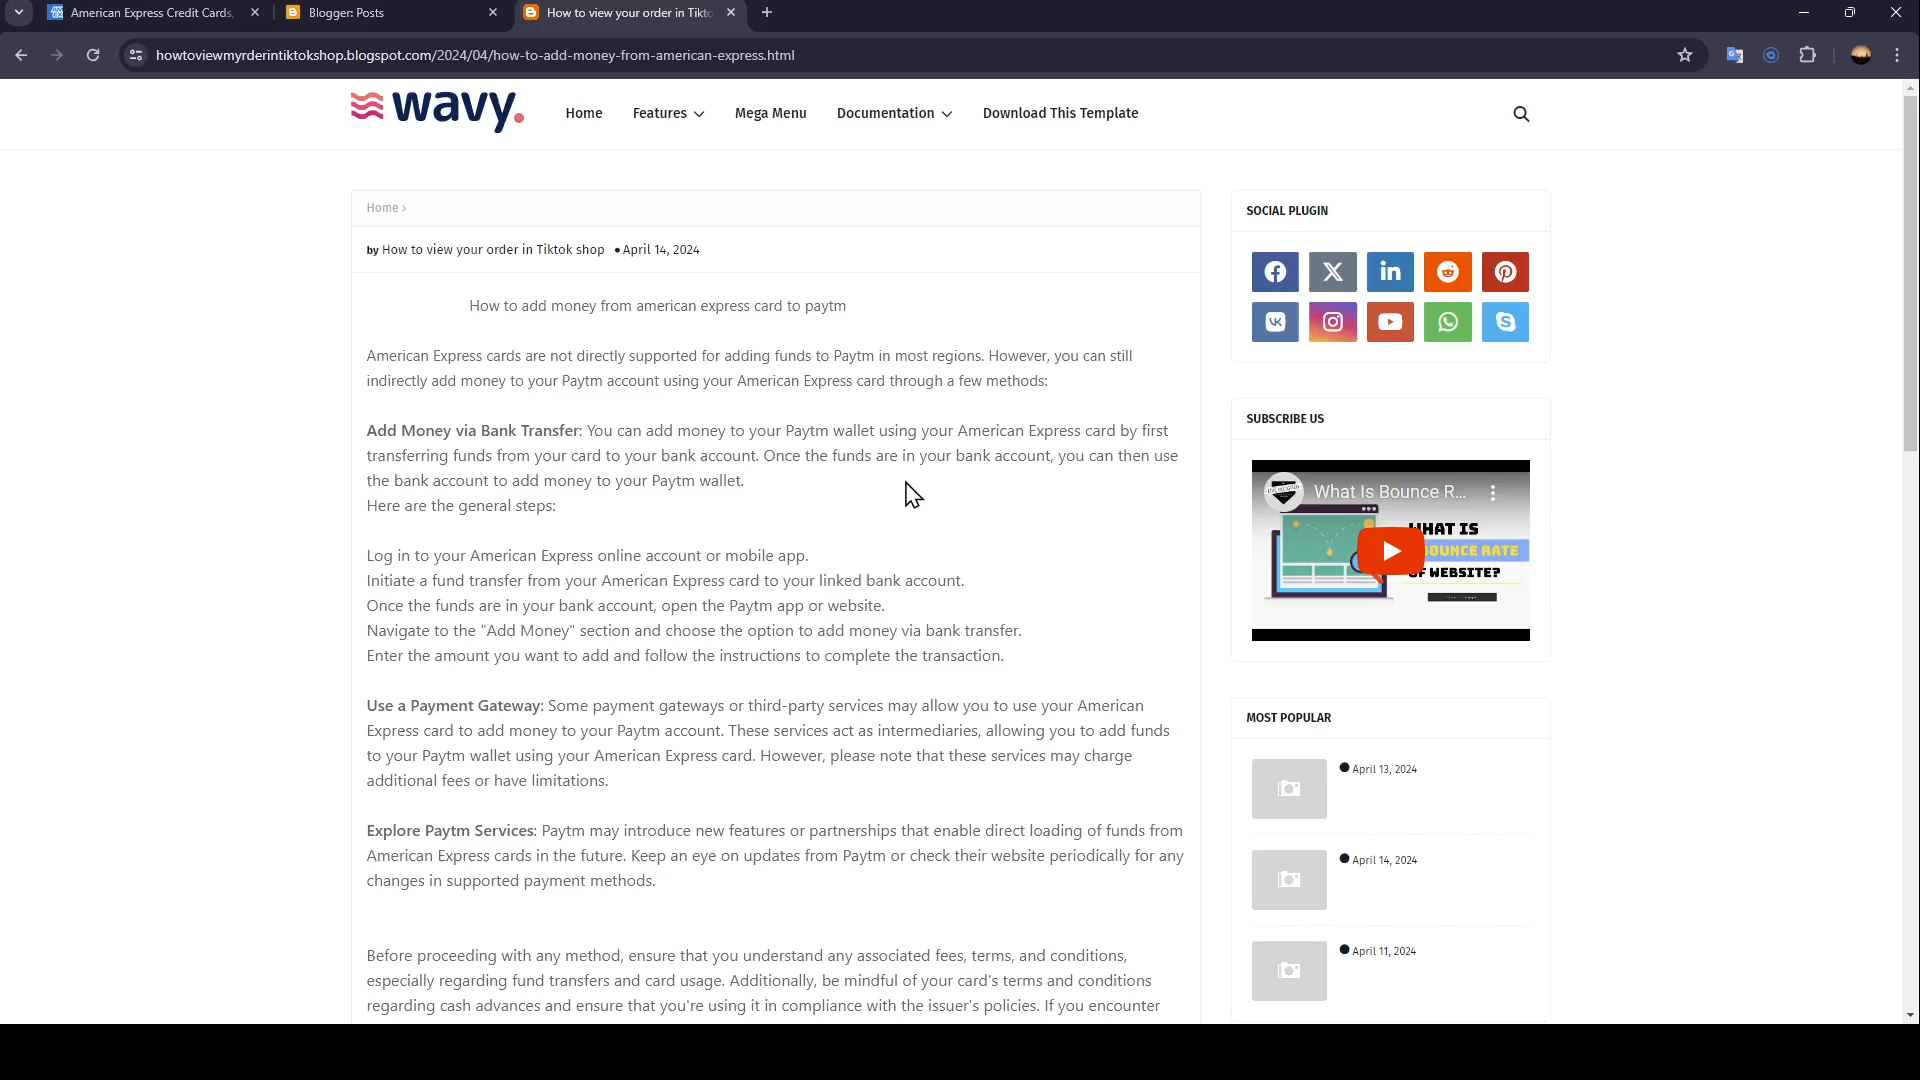 American Express Credit Cards,
Blogger: Posts
How to view your order in Tikto
howtoviewmyrderintiktokshop.blogspot.com/2024/04/how-to-add-money-from-american-express.html
wavy.
Home
Features
Mega Menu
Documentation
Download This Template
Home ›
by How to view your order in Tiktok shop • April 14, 2024
How to add money from american express card to paytm
American Express cards are not directly supported for adding funds to Paytm in most regions. However, you can still
indirectly add money to your Paytm account using your American Express card through a few methods:
Add Money via Bank Transfer: You can add money to your Paytm wallet using your American Express card by first
transferring funds from your card to your bank account. Once the funds are in your bank account, you can then use
the bank account to add money to your Paytm wallet.
Here are the general steps:
Log in to your American Express online account or mobile app.
Initiate a fund transfer from your American Express card to your linked bank account.
Once the funds are in your bank account, open the Paytm app or website.
Navigate to the "Add Money" section and choose the option to add money via bank transfer.
Enter the amount you want to add and follow the instructions to complete the transaction.
Use a Payment Gateway: Some payment gateways or third-party services may allow you to use your American
Express card to add money to your Paytm account. These services act as intermediaries, allowing you to add funds
to your Paytm wallet using your American Express card. However, please note that these services may charge
additional fees or have limitations.
Explore Paytm Services: Paytm may introduce new features or partnerships that enable direct loading of funds from
American Express cards in the future. Keep an eye on updates from Paytm or check their website periodically for any
changes in supported payment methods.
Before proceeding with any method, ensure that you understand any associated fees, terms, and conditions,
especially regarding fund transfers and card usage. Additionally, be mindful of your card's terms and conditions
regarding cash advances and ensure that you're using it in compliance with the issuer's policies. If you encounter
SOCIAL PLUGIN
SUBSCRIBE US
What Is Bounce R...
WHAT IS
BOUNCE RATE
OF WEBSITE?
MOST POPULAR
April 13, 2024
April 14, 2024
April 11, 2024